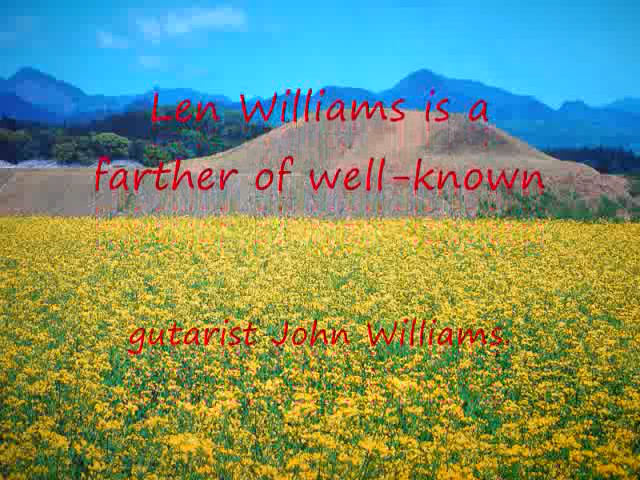 Len Williams is a
farther of well-known
gutarist John Williams.